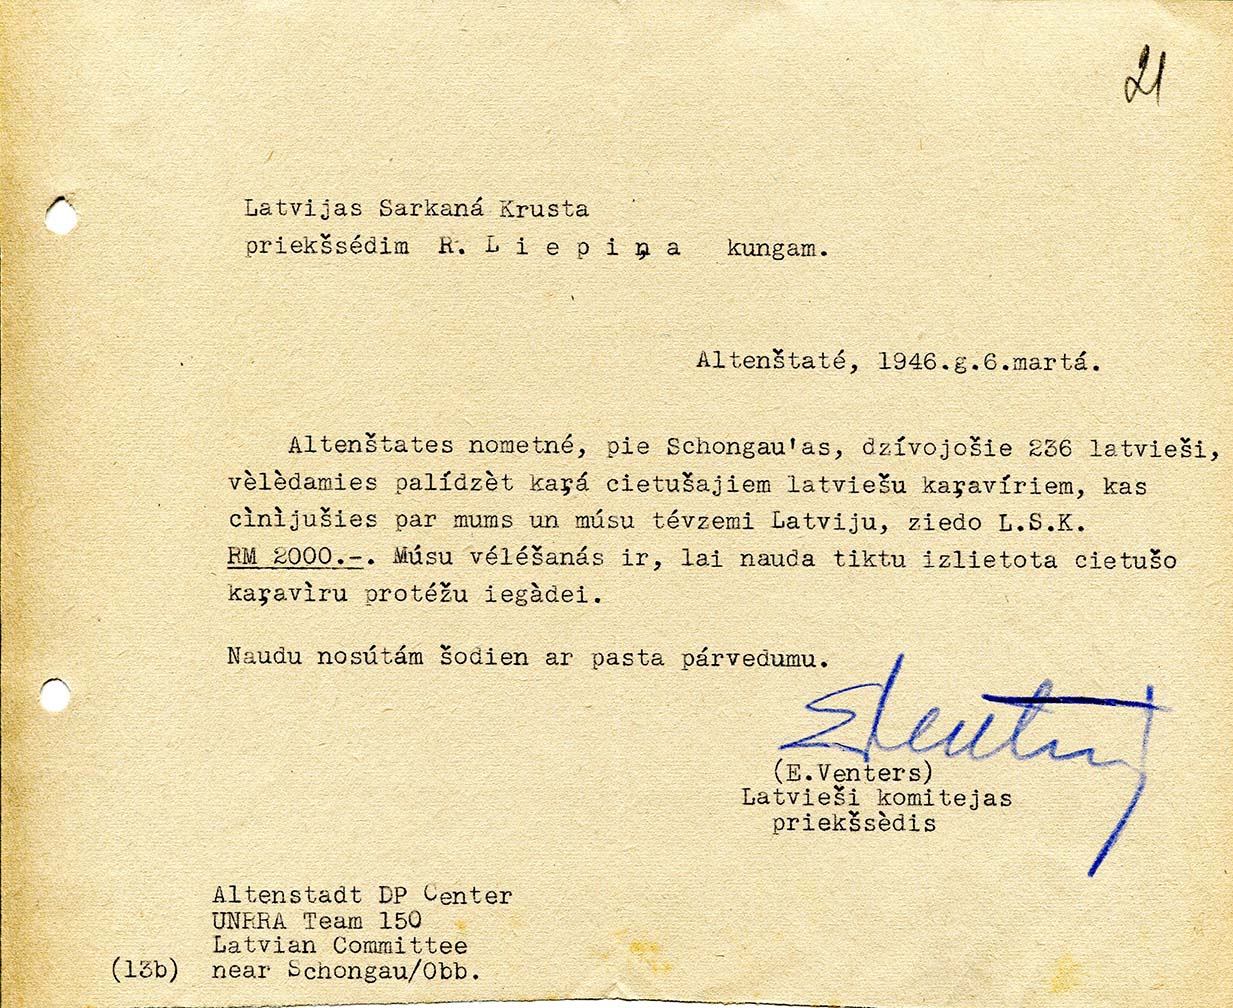 21
Latvijas Sarkaná Krusta
priekšsédim R. L i e p i ņ a kungam.
Altenštaté, 1946.g.6.martá.
Altenštates nometné, pie Schongau'as, dzívojošie 236 latvieši,
vèlèdamies palídzèt kaŗá cietušajiem latviešu kaŗavíriem, kas
cìnìjušies par mums un músu tévzemi Latviju, ziedo L.S.K.
RM 2000.-. Músu véléšanás ir, lai nauda tiktu izlietota cietušo
kaŗavìru protéžu iegàdei.
Naudu nosútám šodien ar pasta párvedumu.
(E.Venters)
Latvieši komitejas
priekšsèdis
Altenstadt DP Center
UNRRA Team 150
Latvian Committee
(13b) near Schongau/Obb.